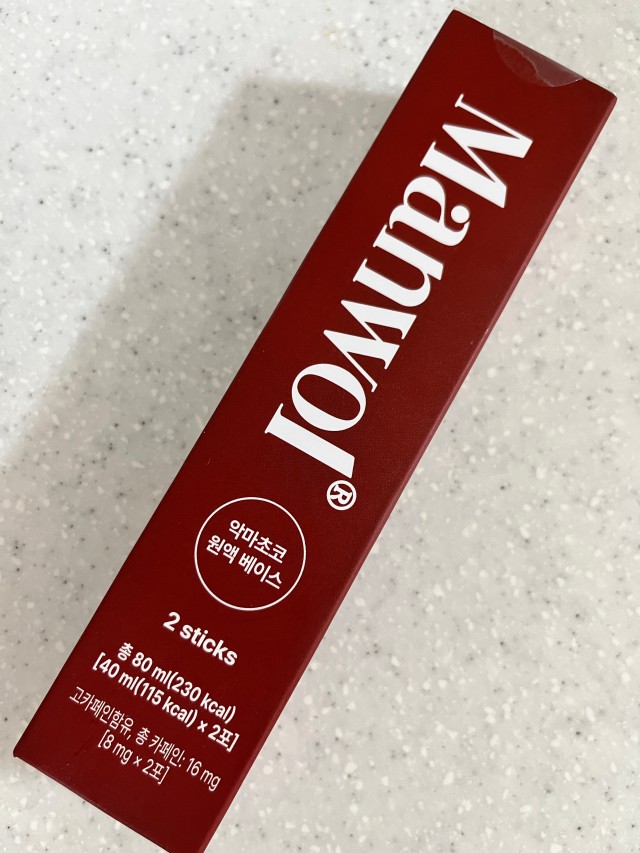 Manwol®
악마초코
원액 베이스
2 sticks
총 80 ml(230 kcal)
[40 ml(115 kcal) x 2포]
고카페인함유, 총 카페인: 16 mg
[8 mg x 2포]